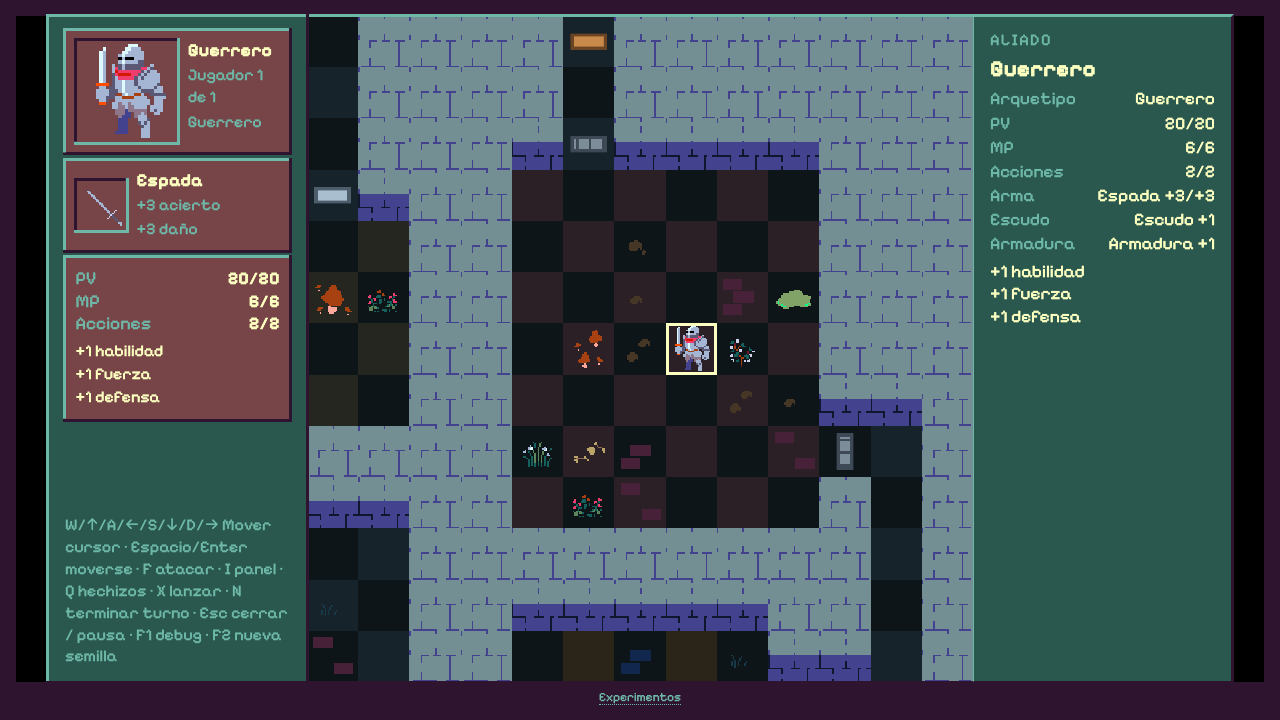 Guerrero
Jugador 1
de 1
Guerrero
Espada
+3 acierto
+3 daño
PV 20/20
MP 6/6
Acciones 2/2
+1 habilidad
+1 fuerza
+1 defensa
W/↑/A/←/S/↓/D/→ Mover
cursor · Espacio/Enter
moverse · F atacar · I panel ·
Q hechizos · X lanzar · N
terminar turno · Esc cerrar
/ pausa · F1 debug · F2 nueva
semilla
ALIADO
Guerrero
Arquetipo Guerrero
PV 20/20
MP 6/6
Acciones 2/2
Arma Espada +3/+3
Escudo Escudo +1
Armadura Armadura +1
+1 habilidad
+1 fuerza
+1 defensa
Experimentos